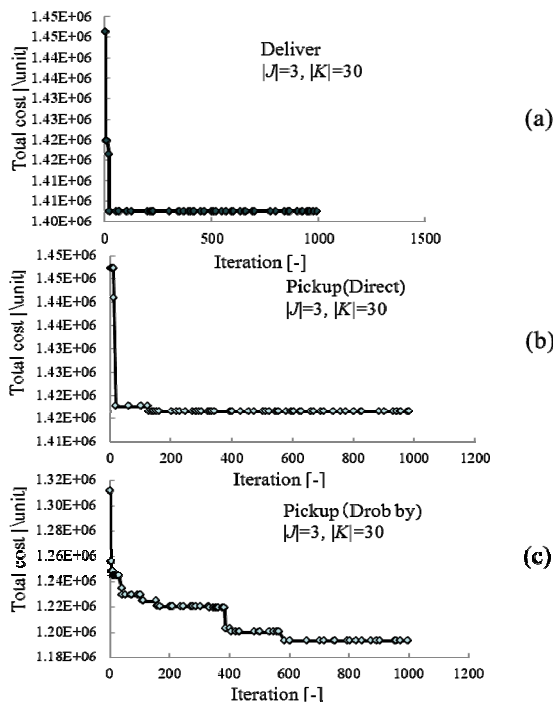 1.45E+06
1.45E+06
1.44E+06
1.44E+06
1.43E+06
1.43E+06
1.42E+06
1.42E+06
1.41E+06
1.41E+06
1.40E+06
Total cost [\unit]
Deliver
|J|=3, |K|=30
(a)
0 500 1000 1500
Iteration [-]
1.45E+06
1.45E+06
1.44E+06
1.44E+06
1.43E+06
1.43E+06
1.42E+06
1.42E+06
1.41E+06
Total cost [\unit]
Pickup(Direct)
|J|=3, |K|=30
(b)
0 200 400 600 800 1000 1200
Iteration [-]
1.32E+06
1.30E+06
1.28E+06
1.26E+06
1.24E+06
1.22E+06
1.20E+06
1.18E+06
Total cost [\unit]
Pickup (Drob by)
|J|=3, |K|=30
(c)
0 200 400 600 800 1000 1200
Iteration [-]